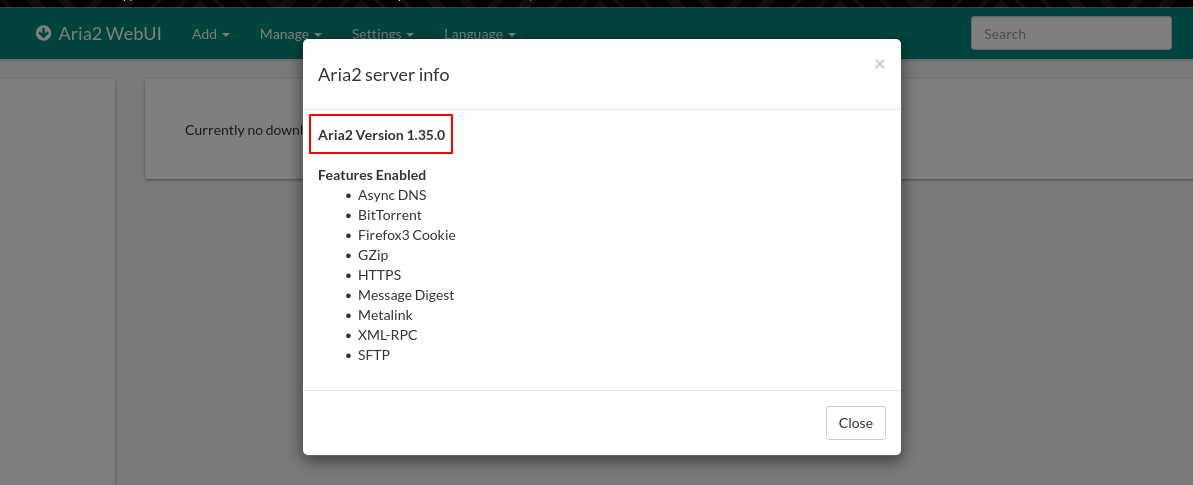 Aria2 WebUI Add Manage Settings Language Search
Aria2 server info ×
Currently no downl
Aria2 Version 1.35.0
Features Enabled
• Async DNS
• BitTorrent
• Firefox3 Cookie
• GZip
• HTTPS
• Message Digest
• Metalink
• XML-RPC
• SFTP
Close